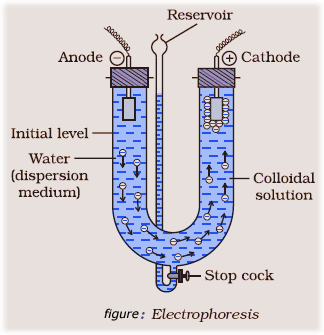 Reservoir
Anode ⊖
⊕ Cathode
Initial level
Water
(dispersion
medium)
Colloidal
solution
Stop cock
figure: Electrophoresis